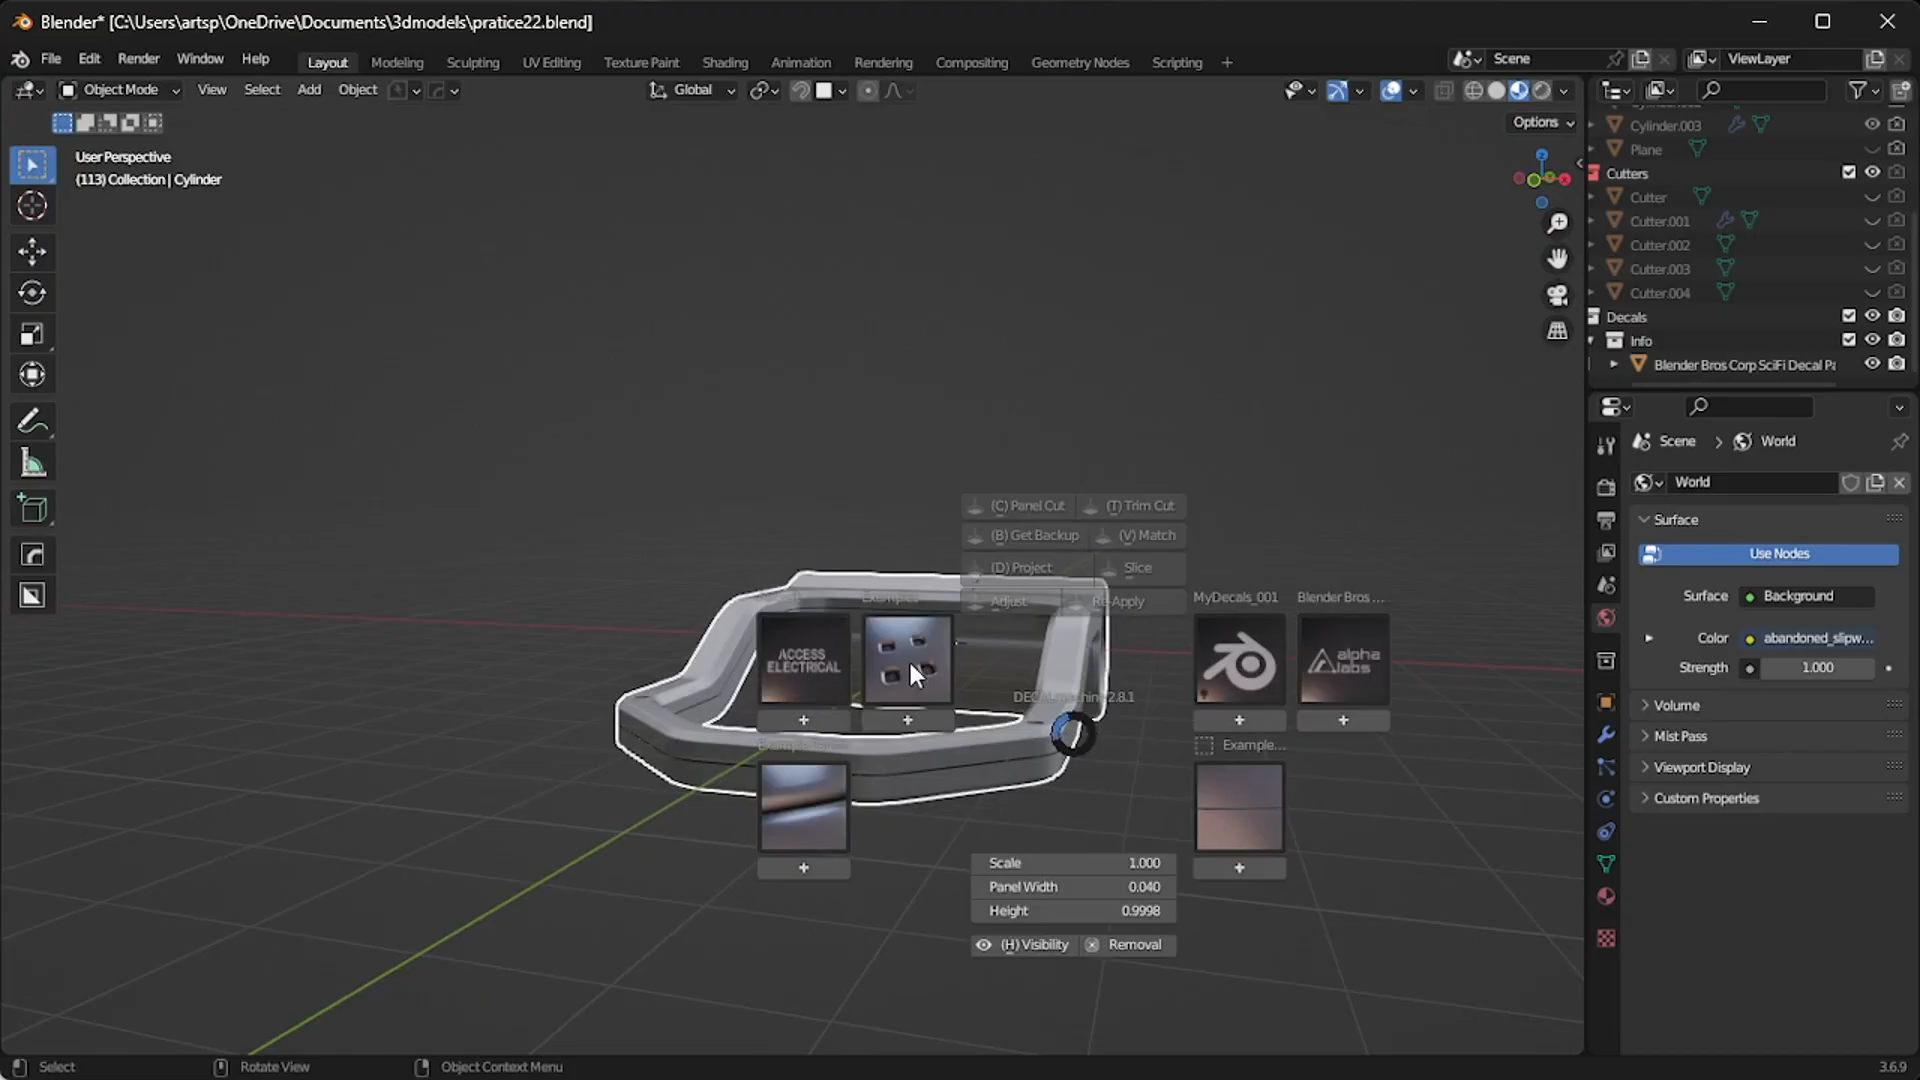 Blender* [C:\Users\artsp\OneDrive\Documents\3dmodels\pratice22.blend]
File Edit Render Window Help Layout Modeling Sculpting UV Editing Texture Paint Shading Animation Rendering Compositing Geometry Nodes Scripting + Scene ViewLayer
Object Mode View Select Add Object Global
Options
User Perspective
(113) Collection | Cylinder
Cylinder.003
Plane
Cutters
Cutter
Cutter.001
Cutter.002
Cutter.003
Cutter.004
Decals
Info
Blender Bros Corp SciFi Decal Pa
Scene > World
World
Surface
Use Nodes
Surface Background
Color abandoned_slipw...
Strength 1.000
Volume
Mist Pass
Viewport Display
Custom Properties
(C) Panel Cut (T) Trim Cut
(B) Get Backup (V) Match
(D) Project Slice
Adjust Re-Apply
Examples
MyDecals_001 Blender Bros ...
ACCESS
ELECTRICAL
alpha
labs
Example...
Scale 1.000
Panel Width 0.040
Height 0.9998
(H) Visibility Removal
Select Rotate View Object Context Menu 3.6.9